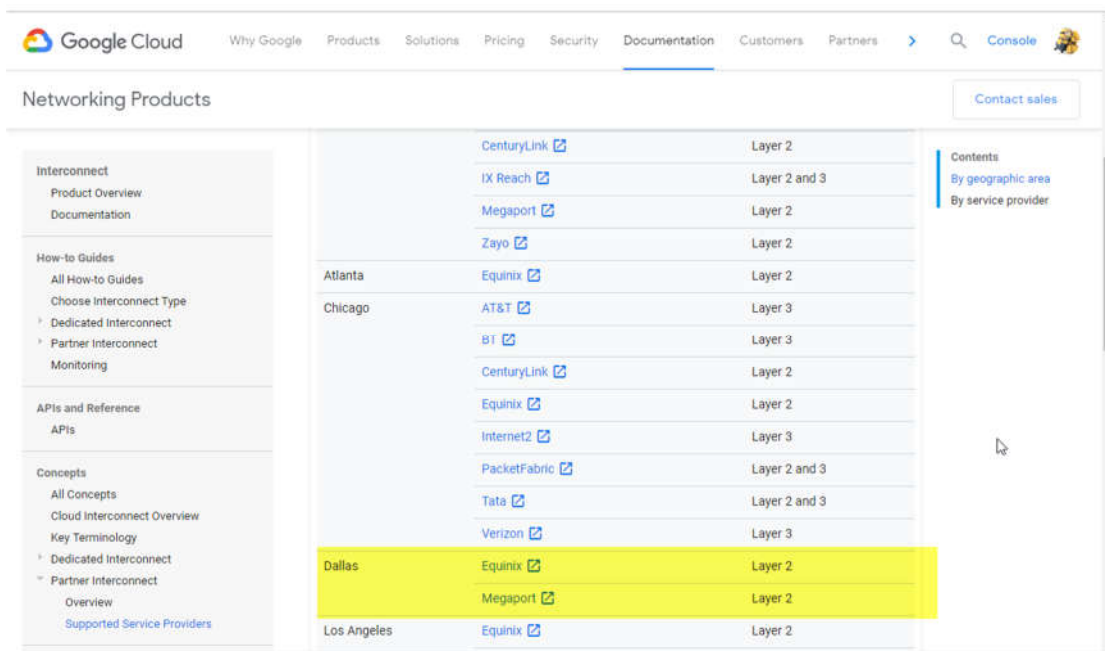 Google Cloud
Why Google Products Solutions Pricing Security Documentation Customers Partners Console
Networking Products
Contact sales
Interconnect
Product Overview
Documentation
How-to Guides
All How-to Guides
Choose Interconnect Type
Dedicated Interconnect
Partner Interconnect
Monitoring
APIs and Reference
APIs
Concepts
All Concepts
Cloud Interconnect Overview
Key Terminology
Dedicated Interconnect
Partner Interconnect
Overview
Supported Service Providers
CenturyLink Layer 2
IX Reach Layer 2 and 3
Megaport Layer 2
Zayo Layer 2
Atlanta Equinix Layer 2
Chicago AT&T Layer 3
BT Layer 3
CenturyLink Layer 2
Equinix Layer 2
Internet2 Layer 3
PacketFabric Layer 2 and 3
Tata Layer 2 and 3
Verizon Layer 3
Dallas Equinix Layer 2
Megaport Layer 2
Los Angeles Equinix Layer 2
Contents
By geographic area
By service provider